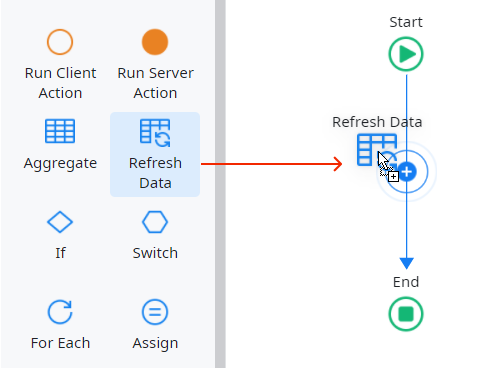 Run Client
Action
Run Server
Action
Aggregate
Refresh
Data
If
Switch
For Each
Assign
Start
Refresh Data
End